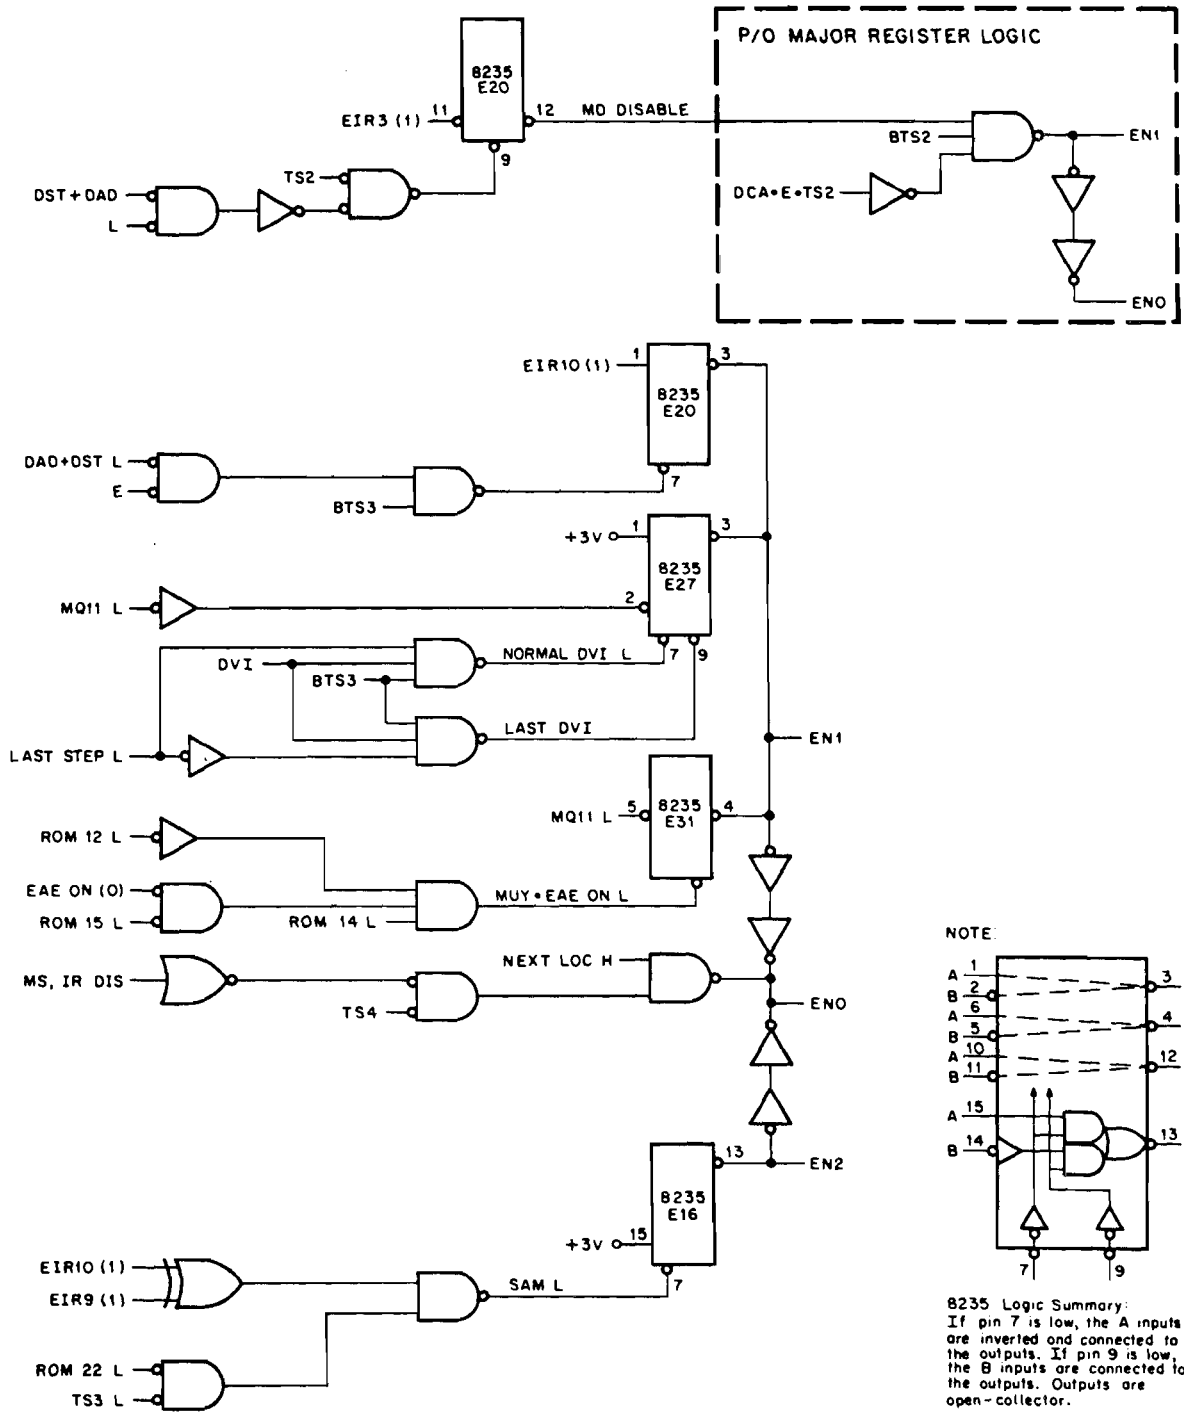 P/O MAJOR REGISTER LOGIC
8235
E20
EIR3 (1)
11
12
MD DISABLE
9
BTS2
EN1
TS2
DST+DAD
L
DCA•E•TS2
EN0
EIR10(1)
1
3
8235
E20
7
DAD+DST L
E
BTS3
+3V
1
3
8235
E27
MQ11 L
2
7
9
DVI
NORMAL DVI L
BTS3
LAST DVI
LAST STEP L
EN1
MQ11 L
5
8235
E31
4
ROM 12 L
EAE ON (0)
ROM 15 L
ROM 14 L
MUY•EAE ON L
MS, IR DIS
TS4
NEXT LOC H
EN0
13
EN2
8235
E16
+3V
15
7
EIR10 (1)
EIR9 (1)
SAM L
ROM 22 L
TS3 L
NOTE:
A 1
3
B 2
A 6
4
B 5
A 10
12
B 11
A 15
B 14
13
7
9
8235 Logic Summary:
If pin 7 is low, the A inputs
are inverted and connected to
the outputs. If pin 9 is low,
the B inputs are connected to
the outputs. Outputs are
open-collector.